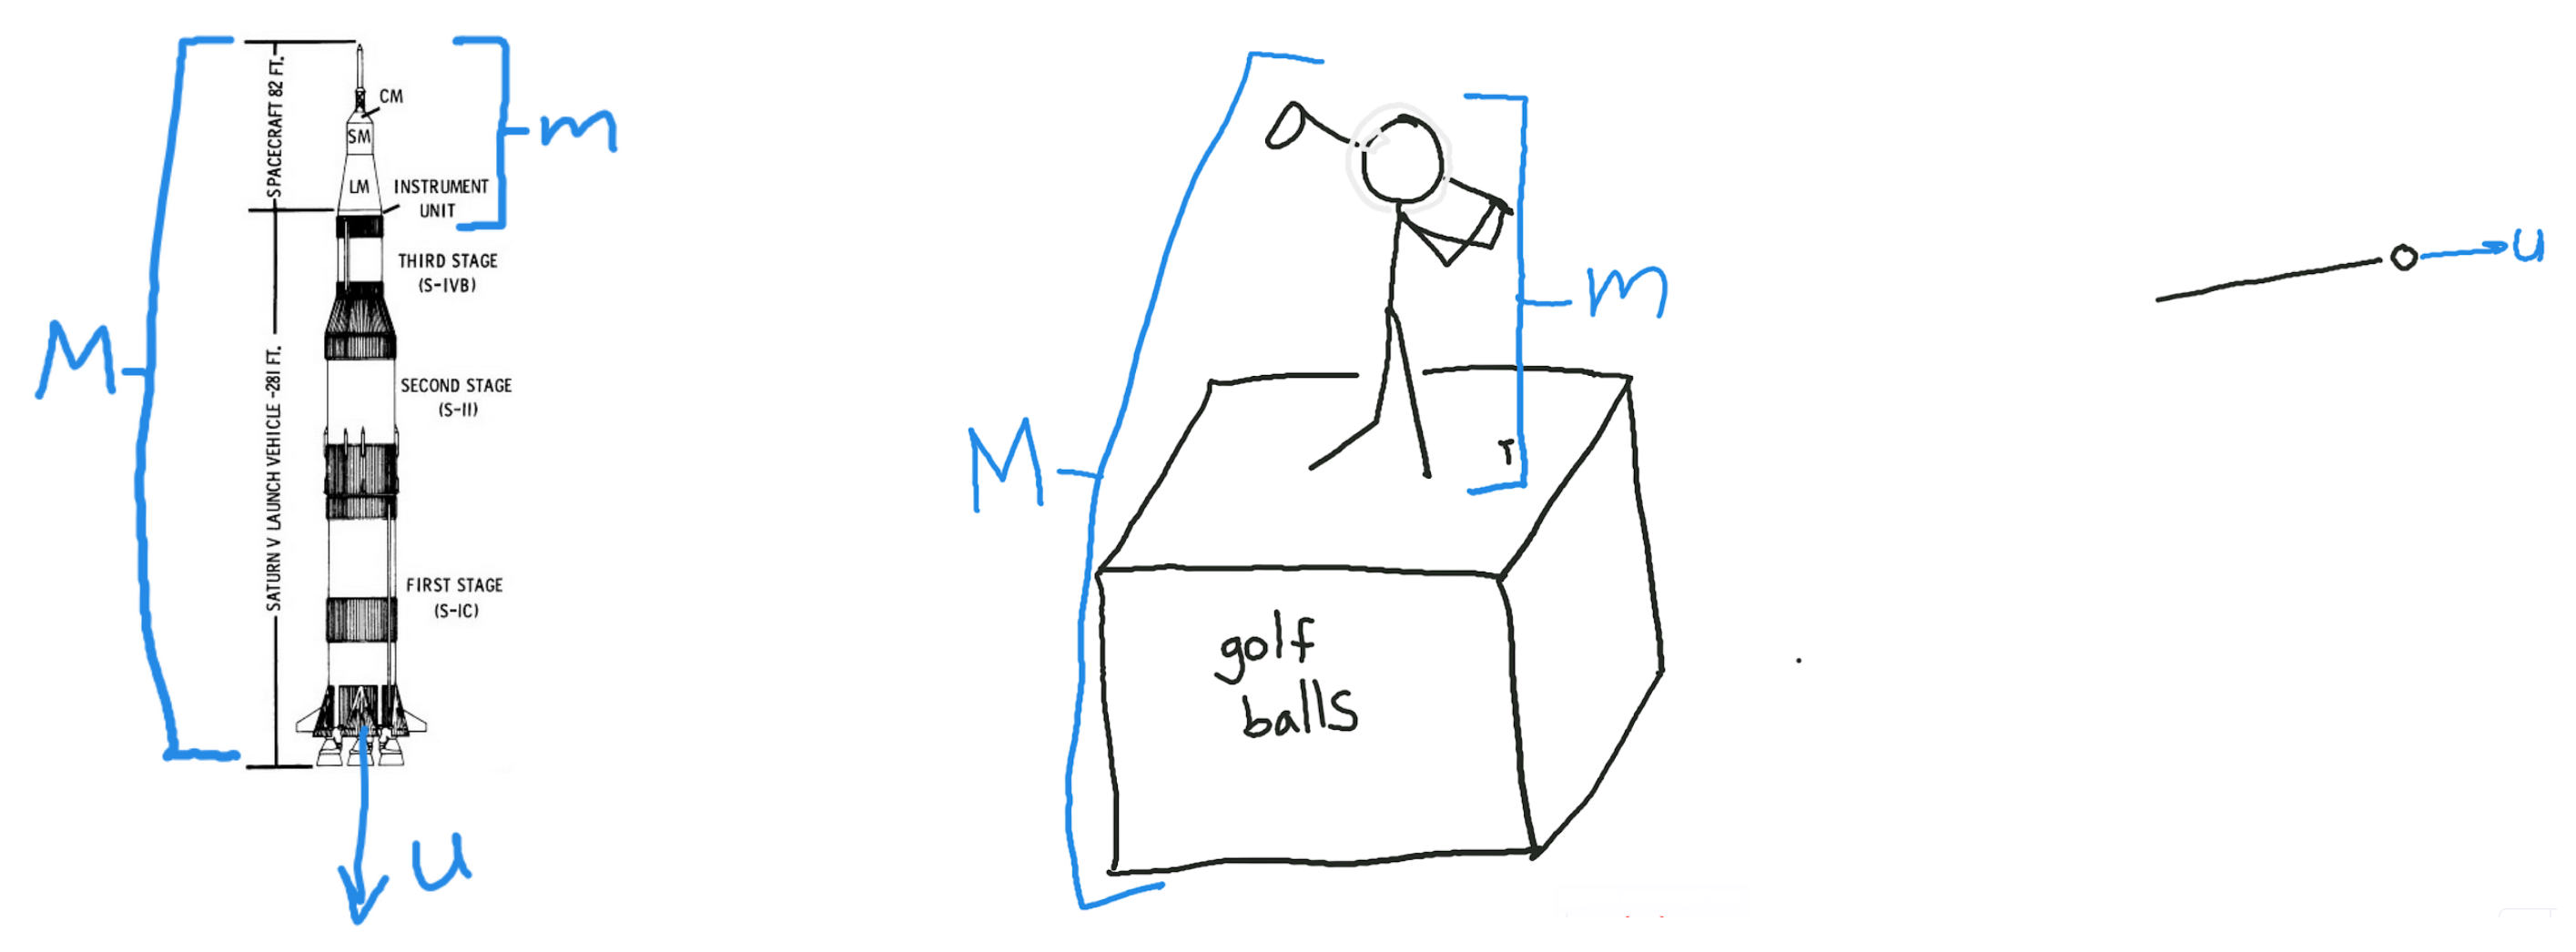 SPACECRAFT 82 FT.
CM
SM
LM
INSTRUMENT
UNIT
m
THIRD STAGE
(S-IVB)
M
SATURN V LAUNCH VEHICLE -281 FT.
SECOND STAGE
(S-II)
FIRST STAGE
(S-IC)
u
M
m
golf
balls
u